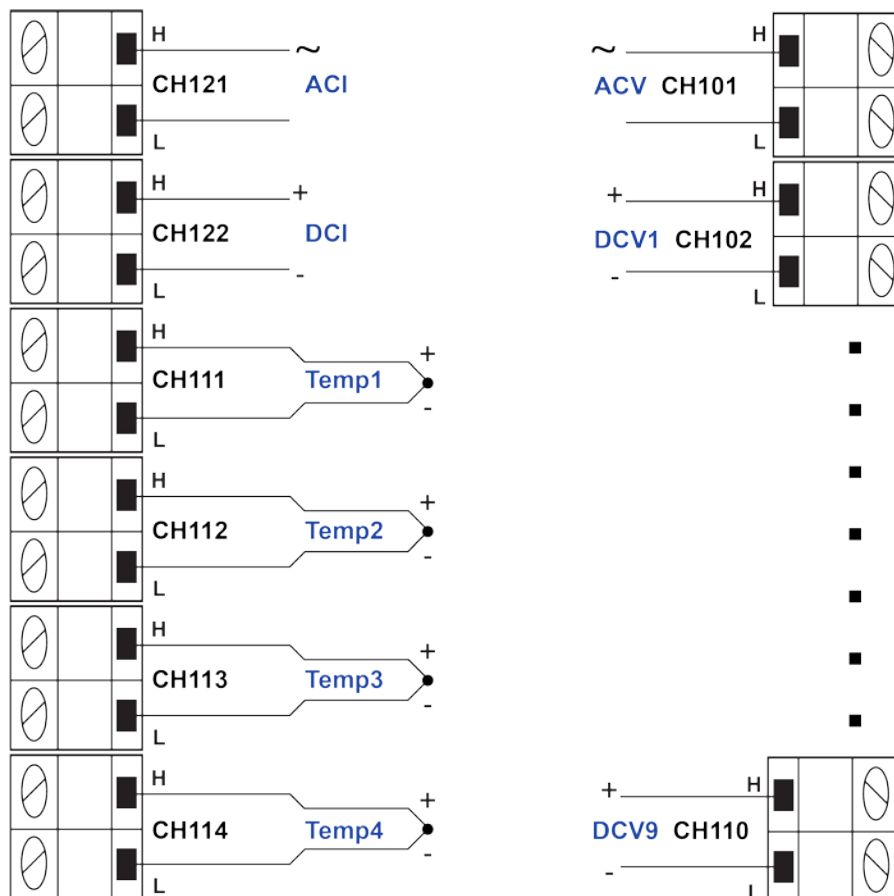 H
~
CH121 ACI
L
H
+
CH122 DCI
-
L
H
+
CH111 Temp1
-
L
H
+
CH112 Temp2
-
L
H
+
CH113 Temp3
-
L
H
+
CH114 Temp4
-
L
~
H
ACV CH101
L
+
H
DCV1 CH102
-
L
+
H
DCV9 CH110
-
L